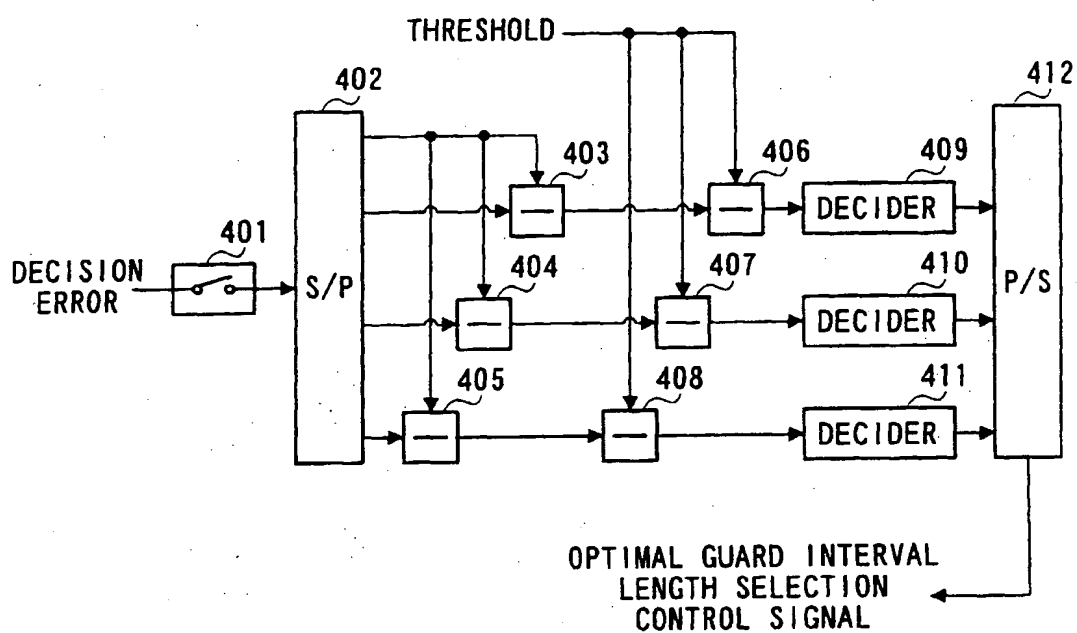 THRESHOLD
402
412
403
406
409
DECIDER
401
DECISION
ERROR
S/P
404
407
410
DECIDER
P/S
405
408
411
DECIDER
OPTIMAL GUARD INTERVAL
LENGTH SELECTION
CONTROL SIGNAL